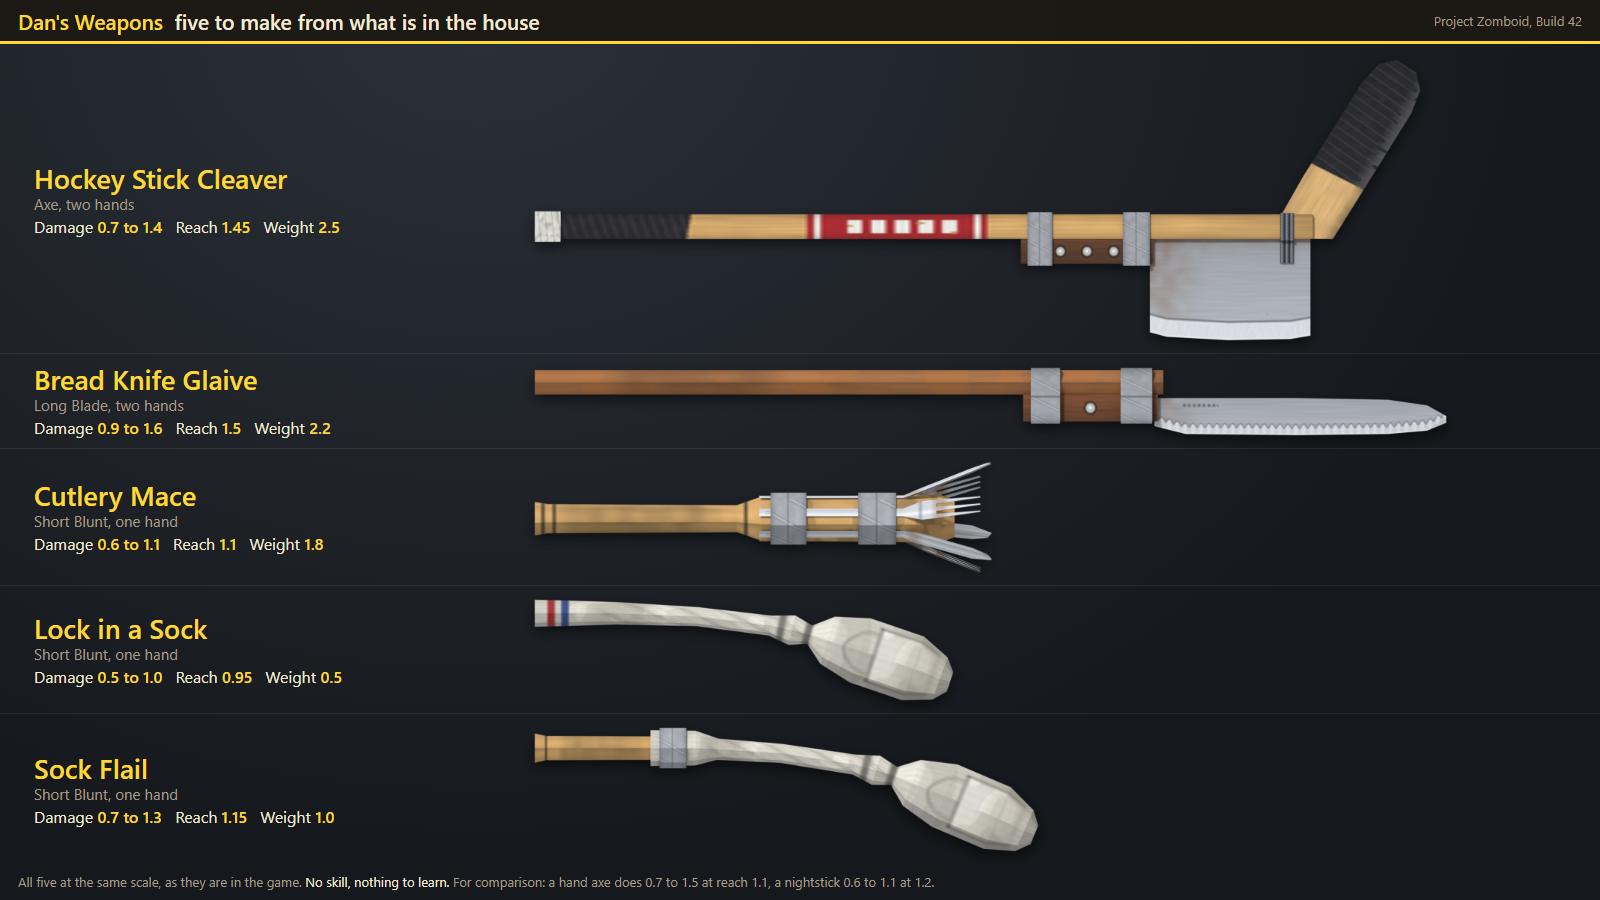 Dan's Weapons five to make from what is in the house
Project Zomboid, Build 42
Hockey Stick Cleaver
Axe, two hands
Damage 0.7 to 1.4 Reach 1.45 Weight 2.5
Bread Knife Glaive
Long Blade, two hands
Damage 0.9 to 1.6 Reach 1.5 Weight 2.2
Cutlery Mace
Short Blunt, one hand
Damage 0.6 to 1.1 Reach 1.1 Weight 1.8
Lock in a Sock
Short Blunt, one hand
Damage 0.5 to 1.0 Reach 0.95 Weight 0.5
Sock Flail
Short Blunt, one hand
Damage 0.7 to 1.3 Reach 1.15 Weight 1.0
All five at the same scale, as they are in the game. No skill, nothing to learn. For comparison: a hand axe does 0.7 to 1.5 at reach 1.1, a nightstick 0.6 to 1.1 at 1.2.